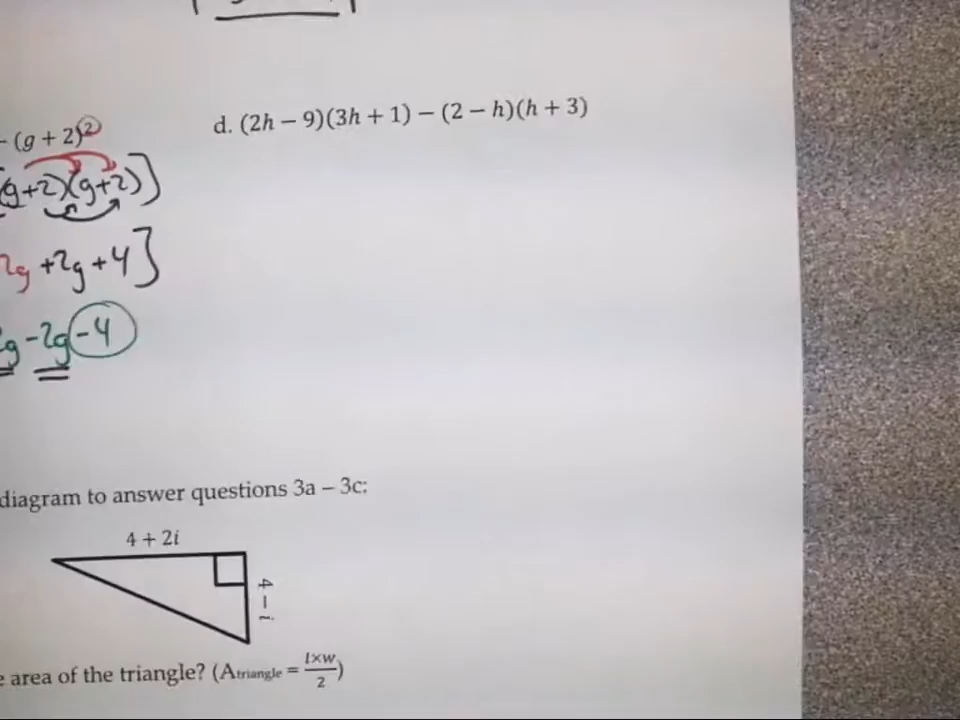 - (g + 2)²
d. (2h − 9)(3h + 1) − (2 − h)(h + 3)
(g+2)(g+2)]
2g +2g +4]
g -2g -4
diagram to answer questions 3a – 3c:
4 + 2i
4 – i
area of the triangle? (Atriangle = l×w/2)